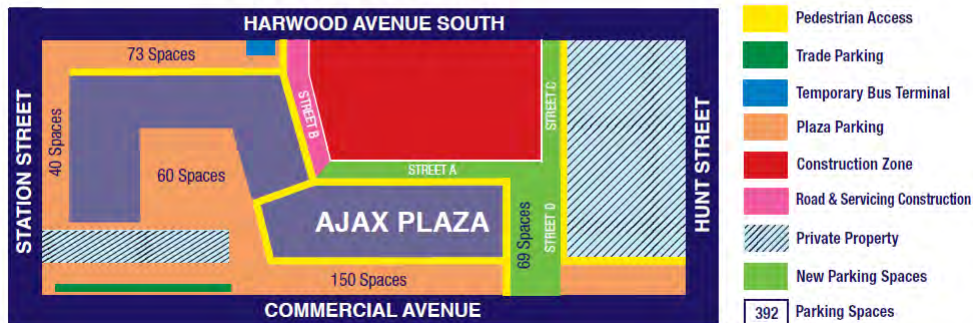 HARWOOD AVENUE SOUTH
73 Spaces
STATION STREET
40 Spaces
60 Spaces
STREET B
STREET A
STREET C
STREET D
69 Spaces
AJAX PLAZA
150 Spaces
HUNT STREET
COMMERCIAL AVENUE
Pedestrian Access
Trade Parking
Temporary Bus Terminal
Plaza Parking
Construction Zone
Road & Servicing Construction
Private Property
New Parking Spaces
392 Parking Spaces